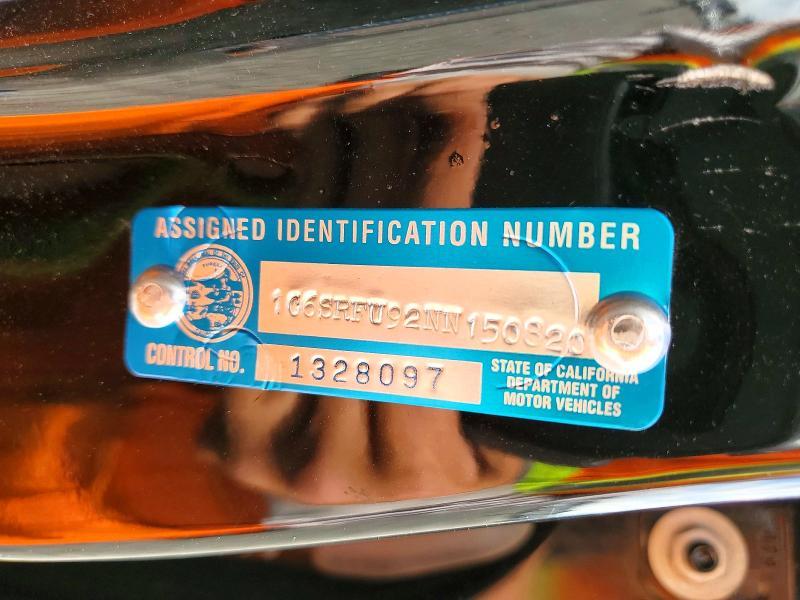 ASSIGNED IDENTIFICATION NUMBER
1C6SRFU92NN150820
CONTROL NO. 1328097
STATE OF CALIFORNIA
DEPARTMENT OF
MOTOR VEHICLES